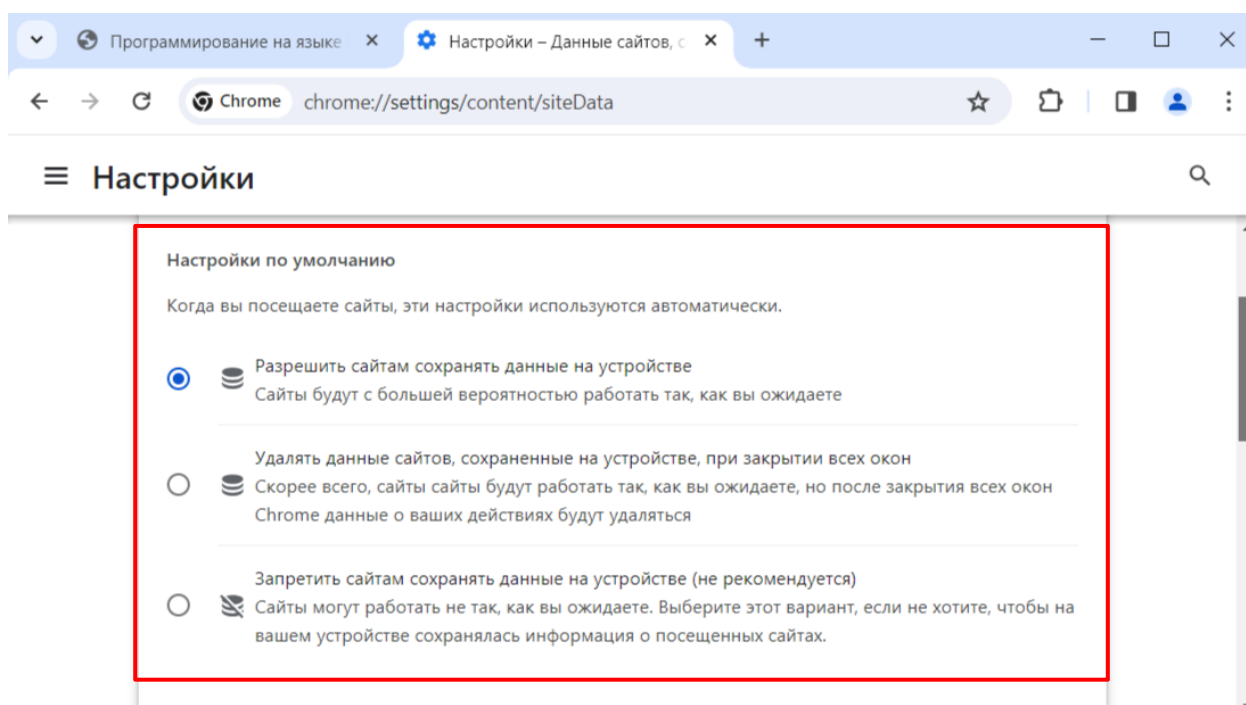 Программирование на языке
Настройки – Данные сайтов, с
Chrome chrome://settings/content/siteData
Настройки
Настройки по умолчанию
Когда вы посещаете сайты, эти настройки используются автоматически.
Разрешить сайтам сохранять данные на устройстве
Сайты будут с большей вероятностью работать так, как вы ожидаете
Удалять данные сайтов, сохраненные на устройстве, при закрытии всех окон
Скорее всего, сайты сайты будут работать так, как вы ожидаете, но после закрытия всех окон
Chrome данные о ваших действиях будут удаляться
Запретить сайтам сохранять данные на устройстве (не рекомендуется)
Сайты могут работать не так, как вы ожидаете. Выберите этот вариант, если не хотите, чтобы на
вашем устройстве сохранялась информация о посещенных сайтах.